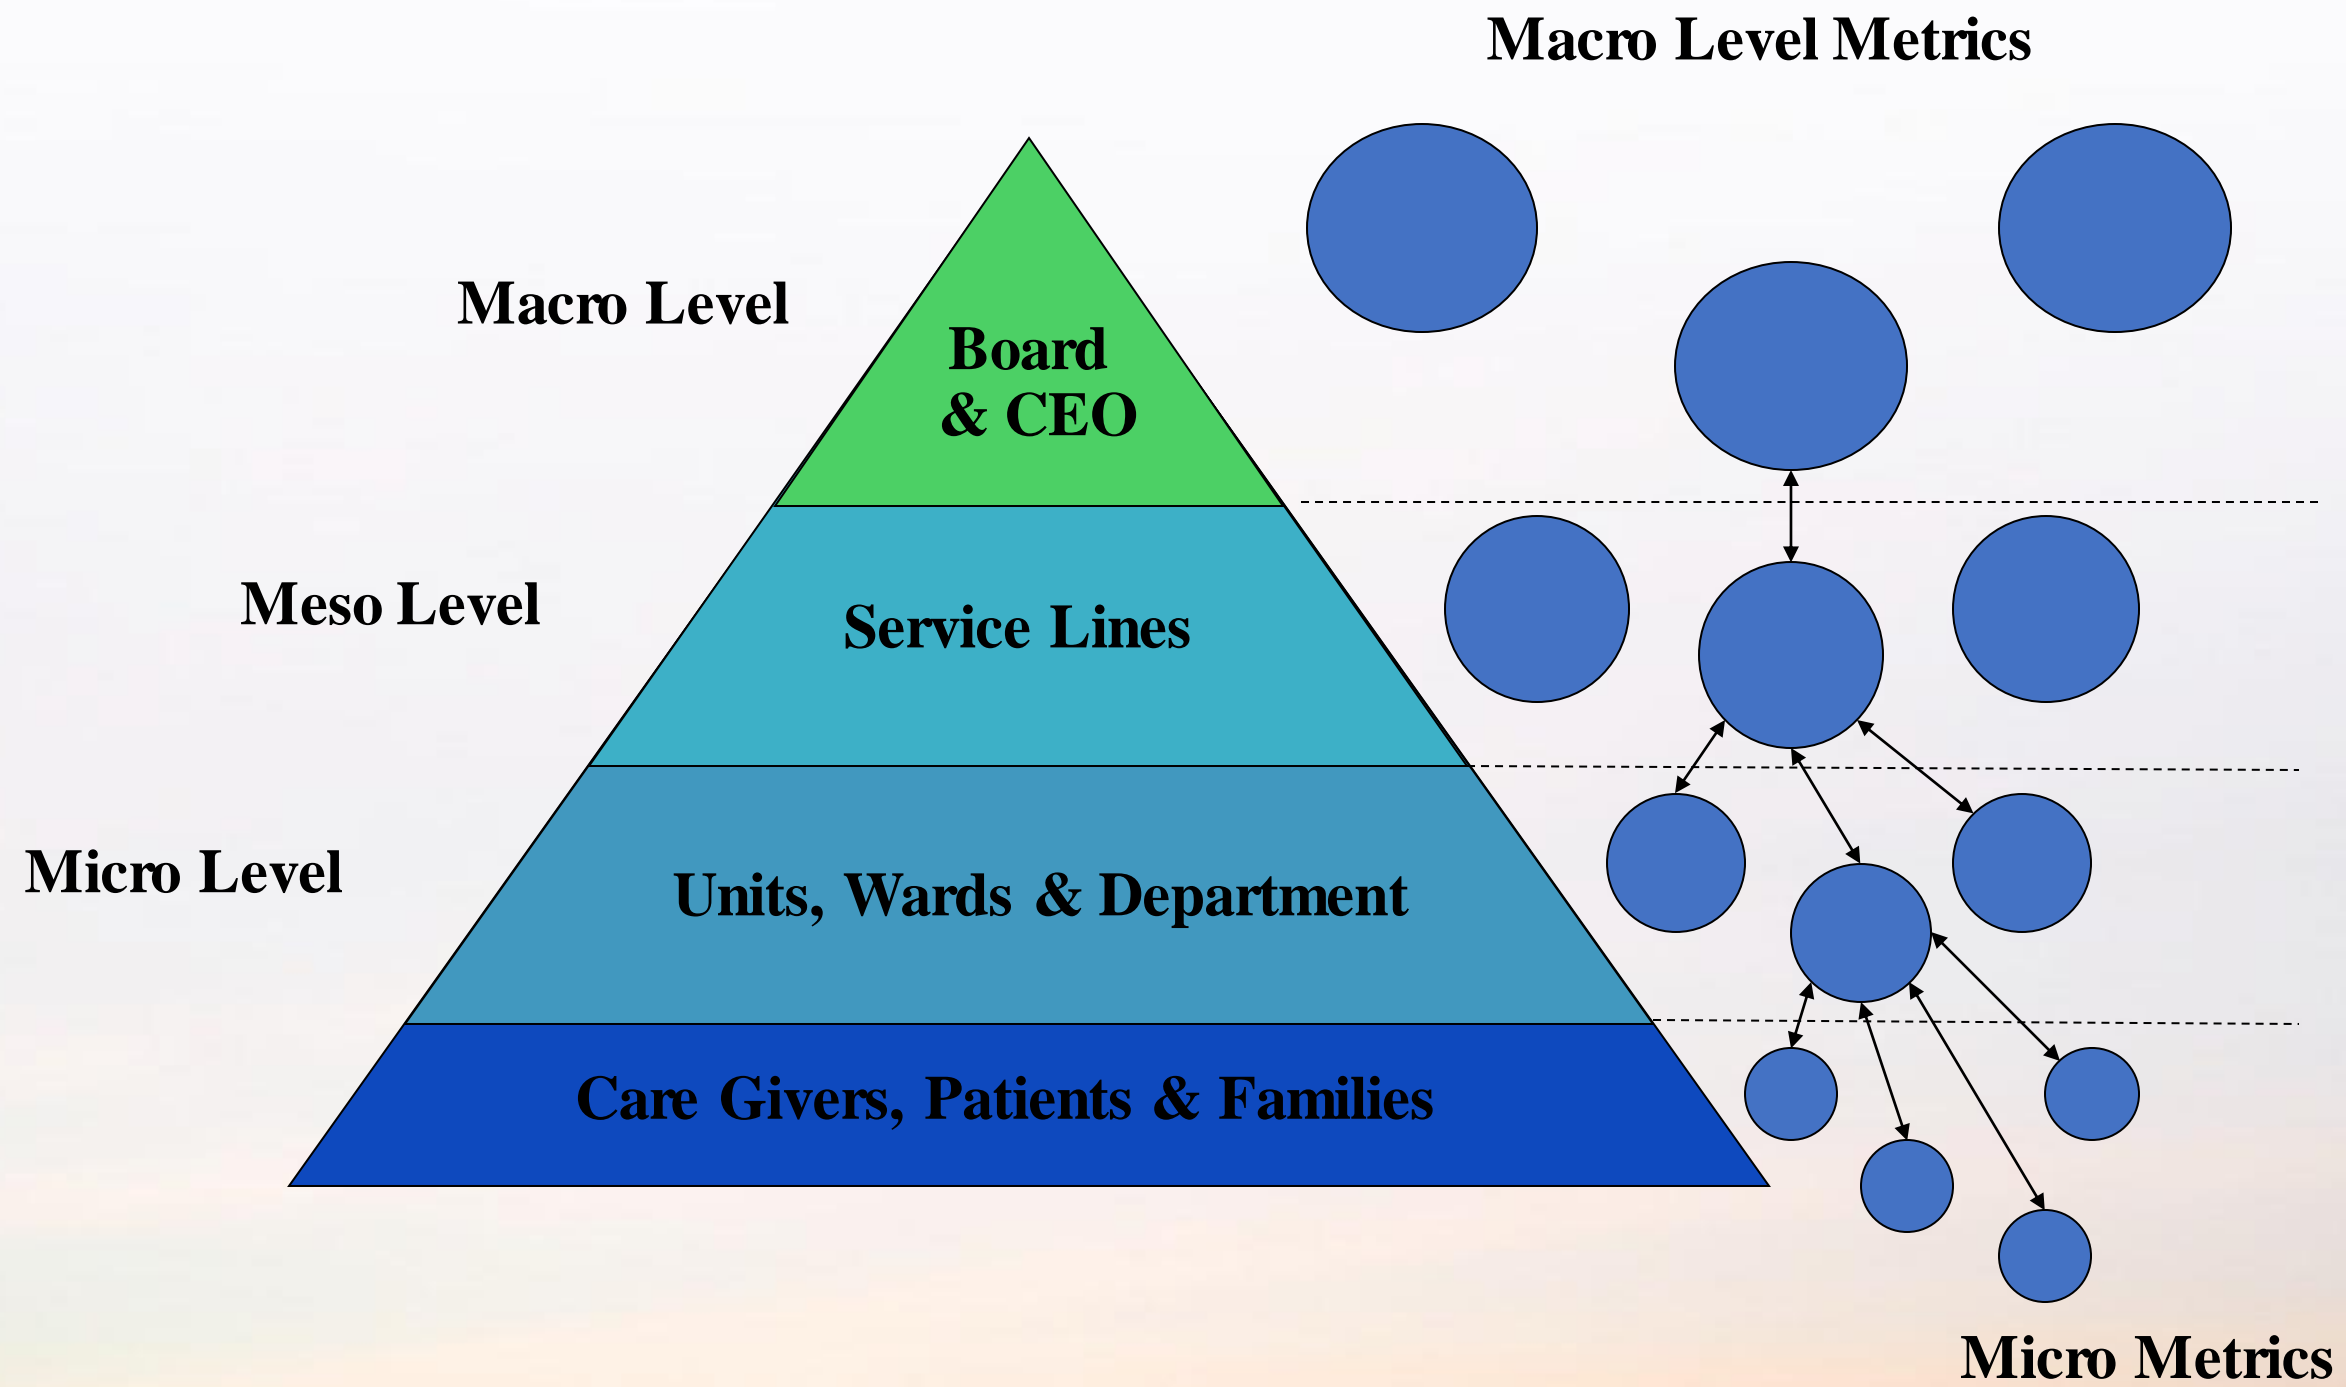 Macro Level Metrics
Macro Level
Board
& CEO
Meso Level
Service Lines
Micro Level
Units, Wards & Department
Care Givers, Patients & Families
Micro Metrics